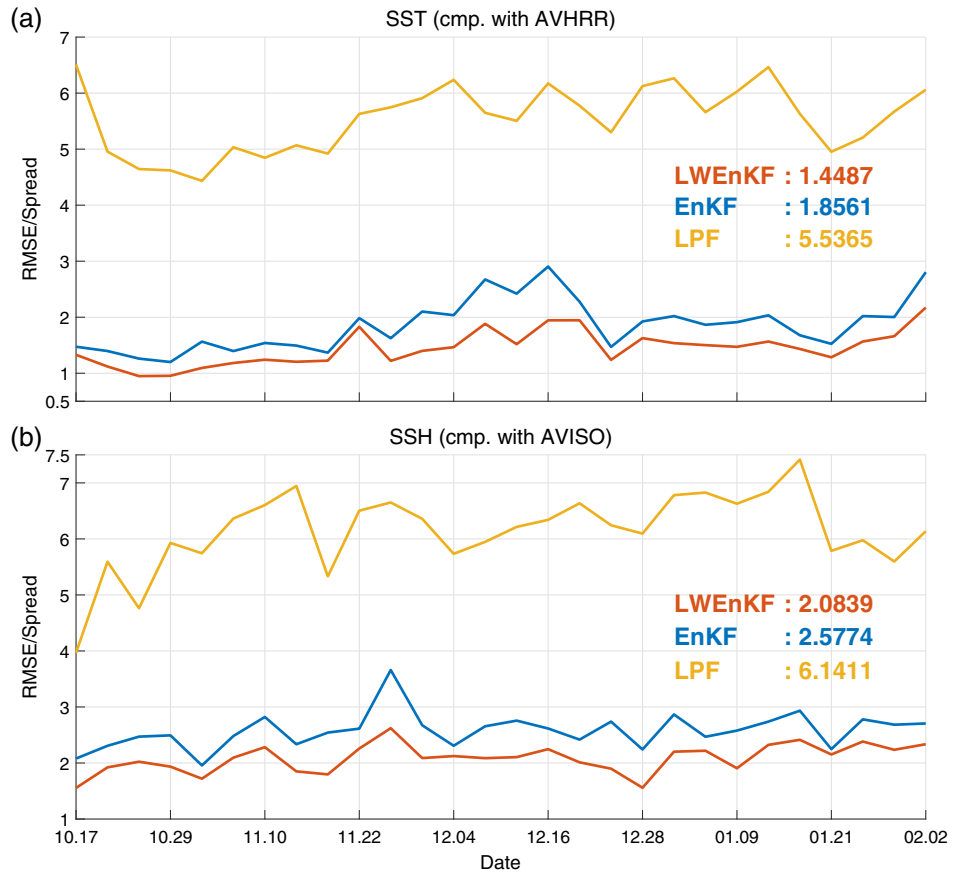 (a)
SST (cmp. with AVHRR)
7
6
5
4
3
2
1
0.5
RMSE/Spread
LWEnKF : 1.4487
EnKF : 1.8561
LPF : 5.5365
(b)
SSH (cmp. with AVISO)
7.5
7
6
5
4
3
2
1
RMSE/Spread
LWEnKF : 2.0839
EnKF : 2.5774
LPF : 6.1411
10.17 10.29 11.10 11.22 12.04 12.16 12.28 01.09 01.21 02.02
Date